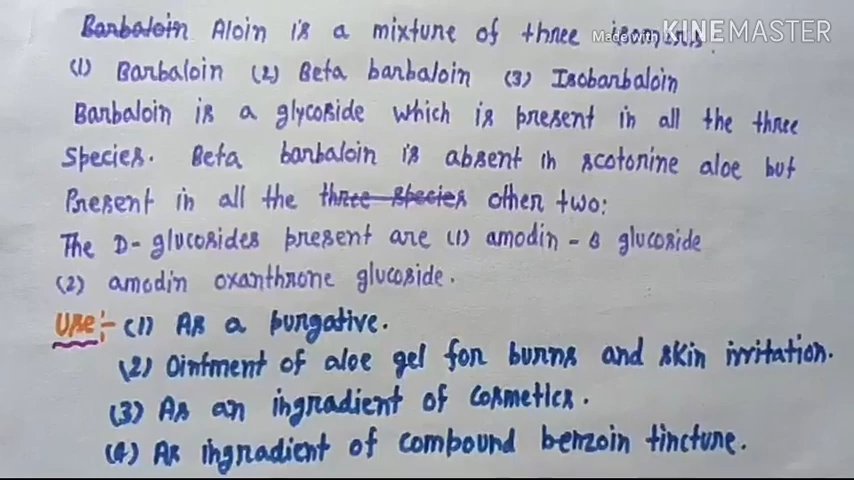 Barbaloin Aloin is a mixture of three isomers.
Made with KINEMASTER
(1) Barbaloin (2) Beta barbaloin (3) Isobarbaloin
Barbaloin is a glycoside which is present in all the three
species. Beta barbaloin is absent in scotorine aloe but
Present in all the three species other two:
The D-glucosides present are (1) amodin - B glucoside
(2) amodin oxanthrone glucoside.
Use:- (1) As a purgative.
(2) Ointment of aloe gel for burns and skin irritation.
(3) As an ingradient of cosmetics.
(4) As ingradient of compound benzoin tincture.